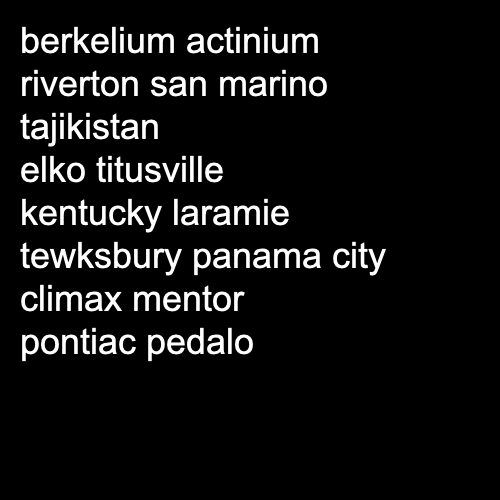 berkelium actinium
riverton san marino
tajikistan
elko titusville
kentucky laramie
tewksbury panama city
climax mentor
pontiac pedalo